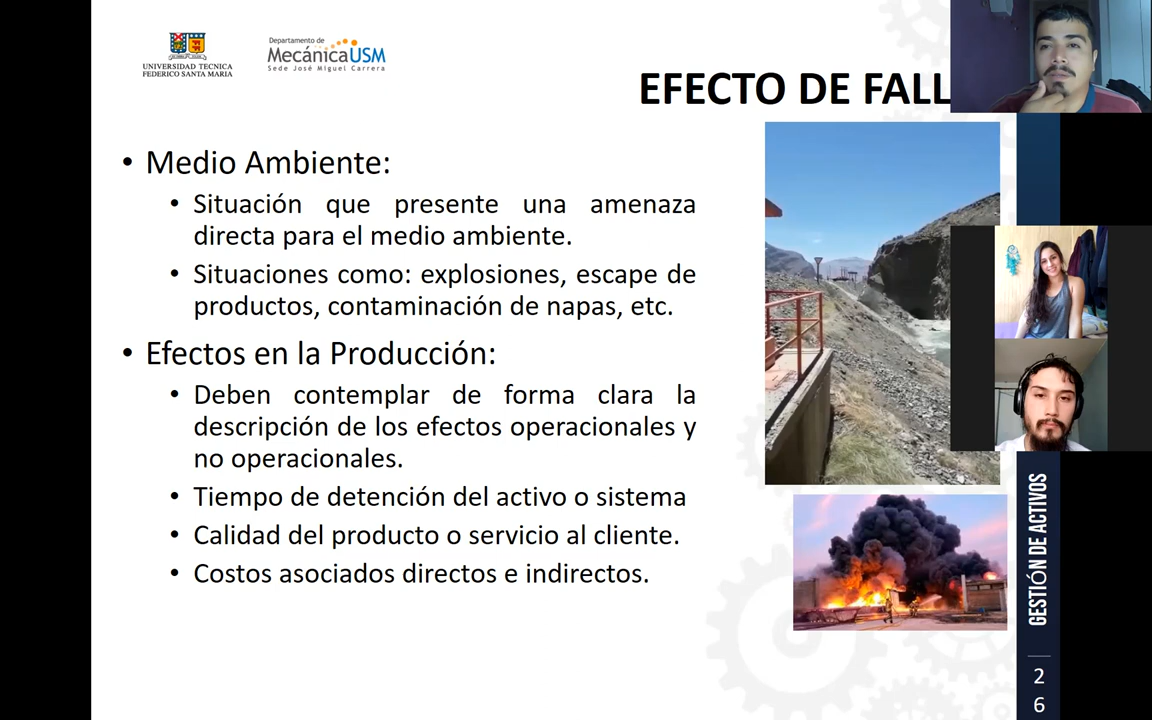 UNIVERSIDAD TECNICA
FEDERICO SANTA MARIA
Departamento de
MecánicaUSM
Sede José Miguel Carrera
EFECTO DE FALL
• Medio Ambiente:
• Situación que presente una amenaza
directa para el medio ambiente.
• Situaciones como: explosiones, escape de
productos, contaminación de napas, etc.
• Efectos en la Producción:
• Deben contemplar de forma clara la
descripción de los efectos operacionales y
no operacionales.
• Tiempo de detención del activo o sistema
• Calidad del producto o servicio al cliente.
• Costos asociados directos e indirectos.
GESTIÓN DE ACTIVOS
2
6